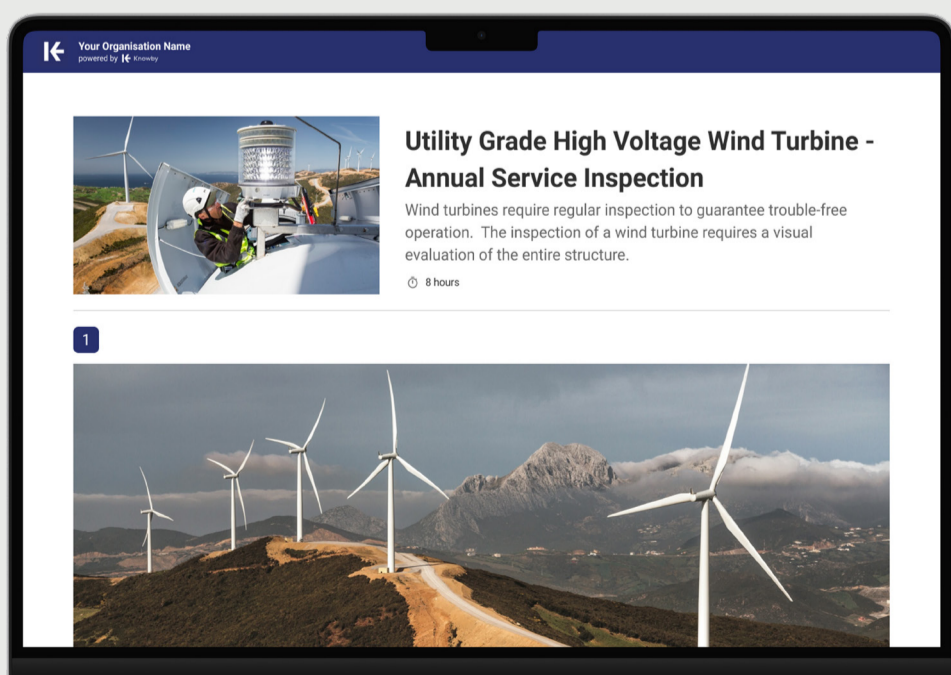 Your Organisation Name
powered by Knowby
Utility Grade High Voltage Wind Turbine -
Annual Service Inspection
Wind turbines require regular inspection to guarantee trouble-free
operation. The inspection of a wind turbine requires a visual
evaluation of the entire structure.
8 hours
1